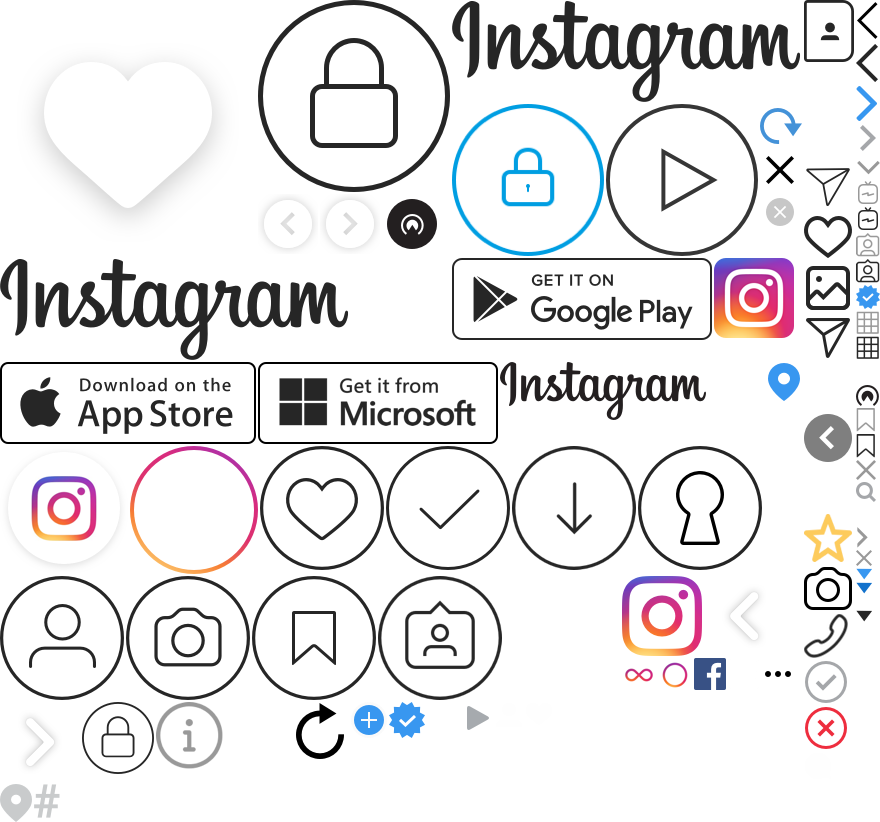 Instagram
GET IT ON
Google Play
Instagram
Download on the
App Store
Get it from
Microsoft
Instagram
f
i
#